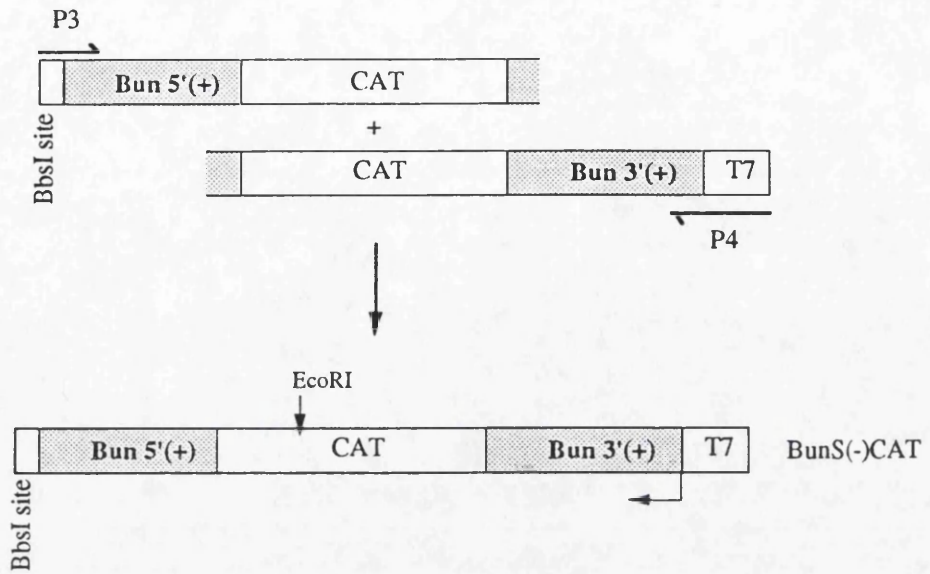 P3
Bun 5'(+) CAT
BbsI site
+
CAT Bun 3'(+) T7
P4
EcoRI
Bun 5'(+) CAT Bun 3'(+) T7 BunS(-)CAT
BbsI site